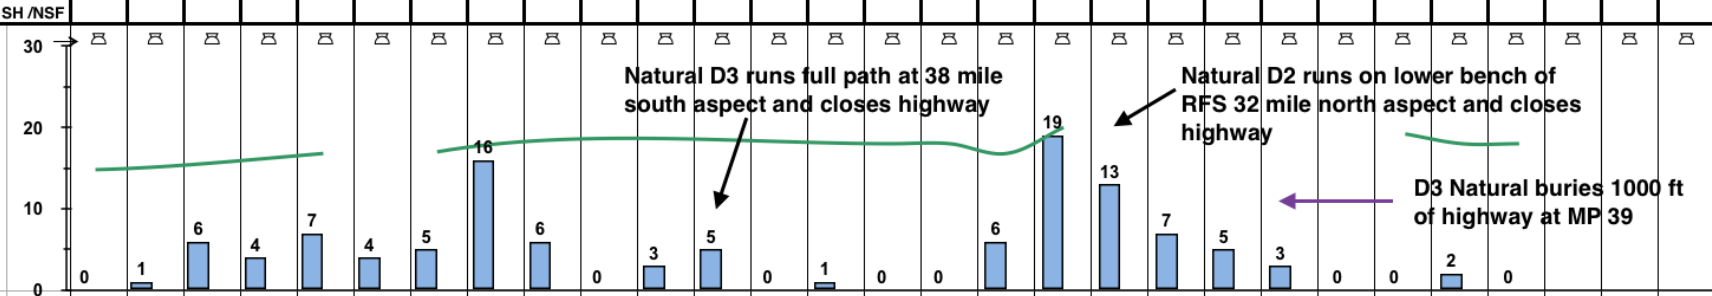 SH /NSF
30
20
10
0
Natural D3 runs full path at 38 mile
south aspect and closes highway
Natural D2 runs on lower bench of
RFS 32 mile north aspect and closes
highway
D3 Natural buries 1000 ft
of highway at MP 39
0 1 6 4 7 4 5 16 6 0 3 5 0 1 0 0 6 19 13 7 5 3 0 0 2 0